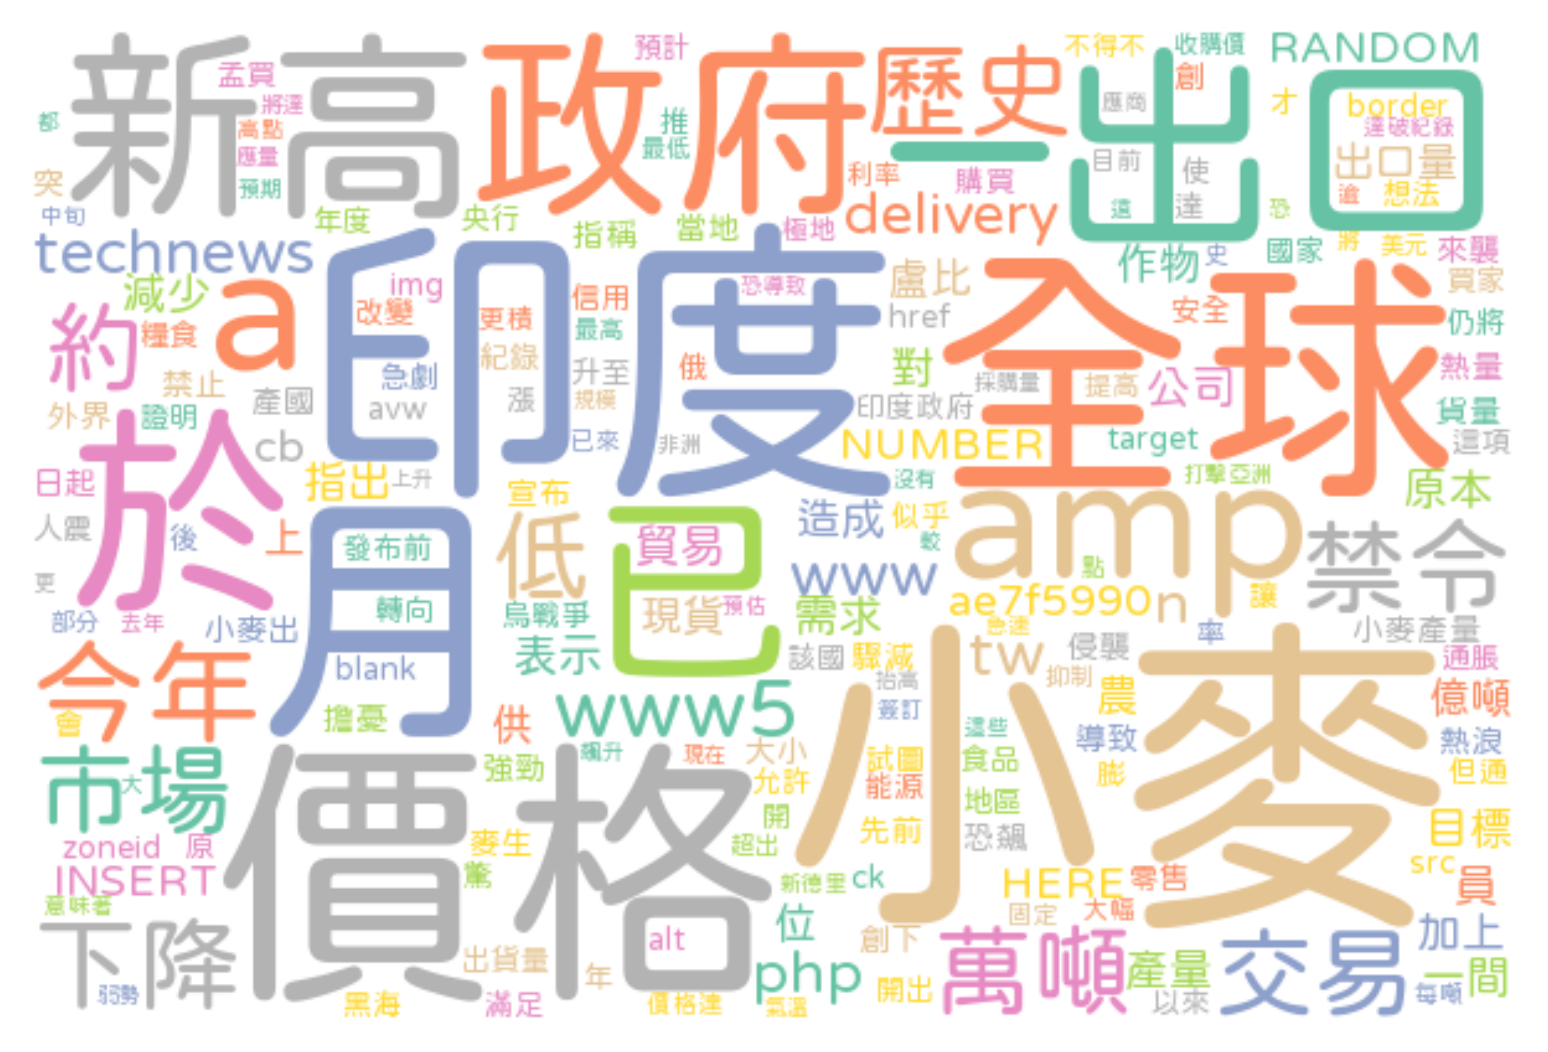 新高
政府
歷史
出口
RANDOM
預計
不得不
收購價
創
孟買
將達
高點
應量
預期
都
突
中旬
推
最低
利率
購買
一
應商
目前
使
達
還
才
border
達破紀錄
出口量
逾
想法
恐
technews
年度
央行
指稱
當地
極地
delivery
作物
史
國家
將
美元
來襲
減少
a
印度
img
改變
更積
信用
最高
恐導致
盧比
href
全球
安全
買家
仍將
約
糧食
禁止
急劇
紀錄
升至
俄
對
採購量
提高
公司
熱量
外界
證明
產國
avw
漲
規模
印度政府
貨量
於
cb
已來
非洲
NUMBER
target
這項
日起
指出
上升
宣布
沒有
打擊亞洲
原本
人震
後
上
月
發布前
低
已
貿易
造成
似乎
較
amp
禁令
更
www
點
轉向
烏戰爭
現貨
預估
需求
ae7f5990
n
讓
部分
去年
小麥出
急速
率
小麥產量
今年
blank
表示
該國
驟減
tw
侵襲
通脹
抬高
抑制
農
億噸
會
擔憂
供
www5
簽訂
小麥
市場
大
價格
強勁
飆升
現在
大小
允許
試圖
能源
這些
食品
導致
膨
熱浪
但通
地區
zoneid
原
麥生
開
超出
先前
恐飆
目標
INSERT
驚
新德里
ck
HERE
零售
src
員
意味著
下降
alt
位
固定
大幅
創下
萬噸
交易
加上
弱勢
出貨量
年
php
開出
產量
一間
每噸
黑海
滿足
價格達
氣溫
以來